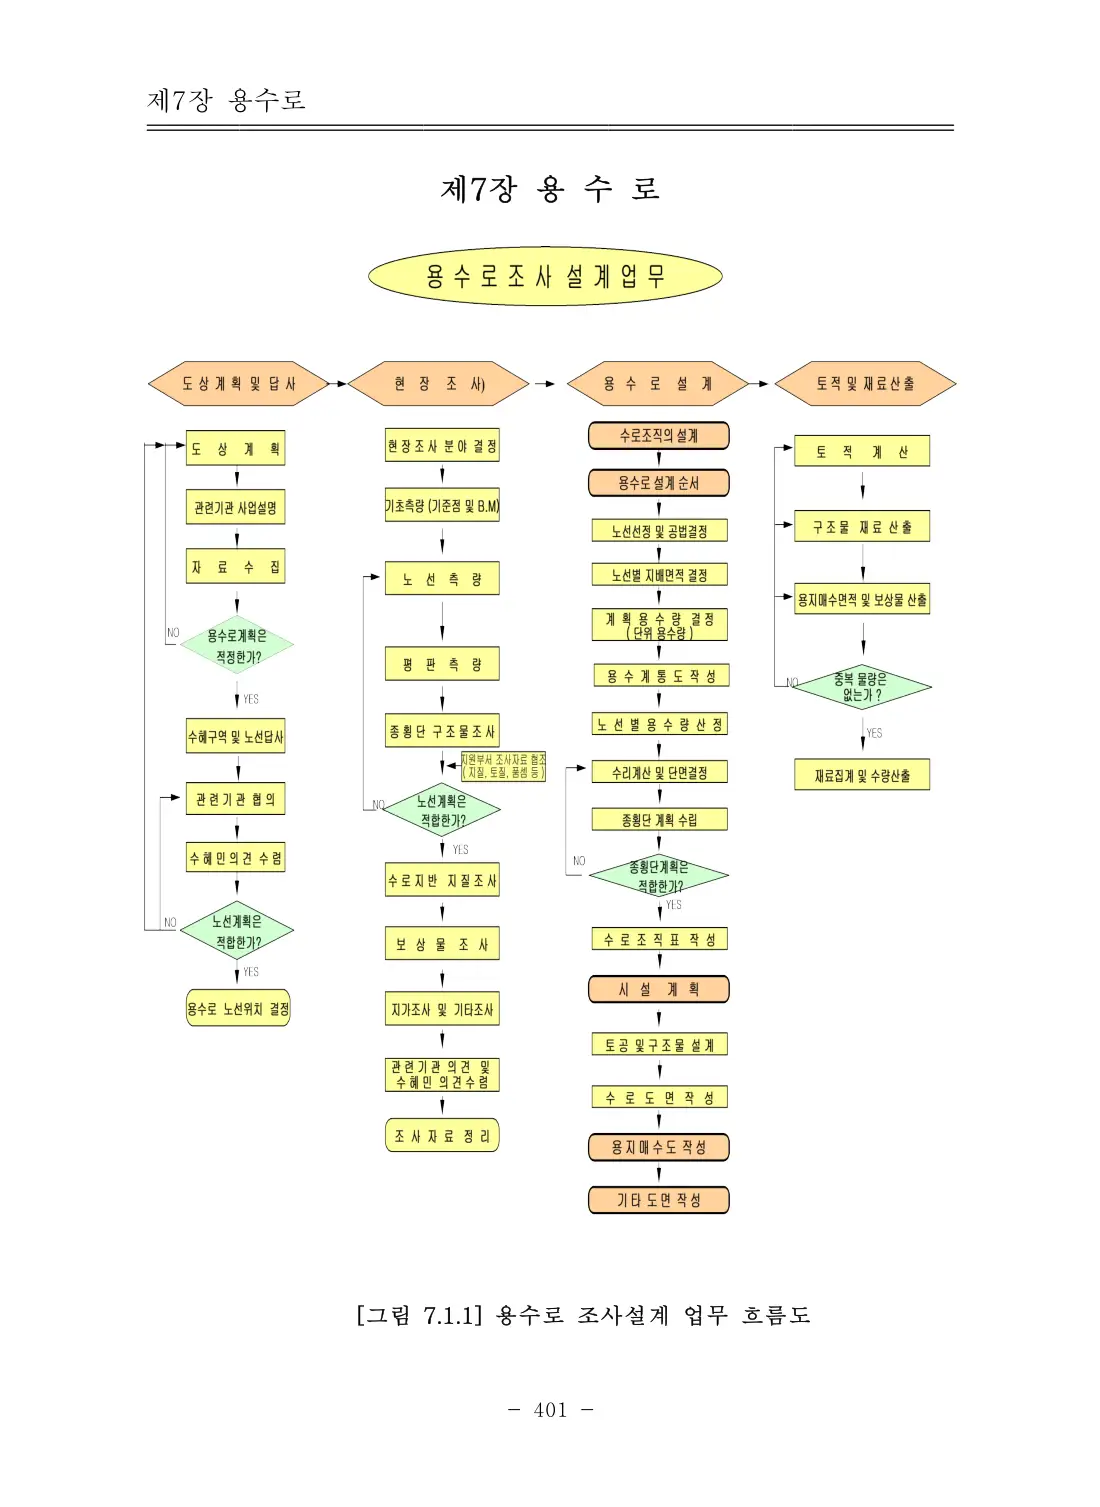 제7장 용수로
제7장 용 수 로
용 수 로 조 사 설 계 업 무
도 상 계 획 및 답 사
현 장 조 사)
용 수 로 설 계
토적 및 재료산출
도 상 계 획
관련기관 사업설명
자 료 수 집
용수로계획은
적정한가?
NO
YES
수혜구역 및 노선답사
관 련 기 관 협 의
수 혜 민 의 견 수 렴
노선계획은
적합한가?
NO
YES
용수로 노선위치 결정
현장조사 분야 결정
기초측량 (기준점 및 B.M)
노 선 측 량
평 판 측 량
종횡단 구조물조사
지원부서 조사자료 협조
( 지질, 토질, 품셈 등 )
노선계획은
적합한가?
NO
YES
수로지반 지질조사
보 상 물 조 사
지가조사 및 기타조사
관 련 기 관 의 견 및
수 혜 민 의 견 수 렴
조 사 자 료 정 리
수로조직의 설계
용수로 설계 순서
노선선정 및 공법결정
노선별 지배면적 결정
계 획 용 수 량 결 정
( 단위 용수량 )
용 수 계 통 도 작 성
노 선 별 용 수 량 산 정
수리계산 및 단면결정
종횡단 계획 수립
종횡단계획은
적합한가?
NO
YES
수 로 조 직 표 작 성
시 설 계 획
토 공 및 구 조 물 설 계
수 로 도 면 작 성
용 지 매 수 도 작 성
기 타 도 면 작 성
토 적 계 산
구 조 물 재 료 산 출
용지매수면적 및 보상물 산출
중복 물량은
없는가 ?
NO
YES
재료집계 및 수량산출
[그림 7.1.1] 용수로 조사설계 업무 흐름도
- 401 -